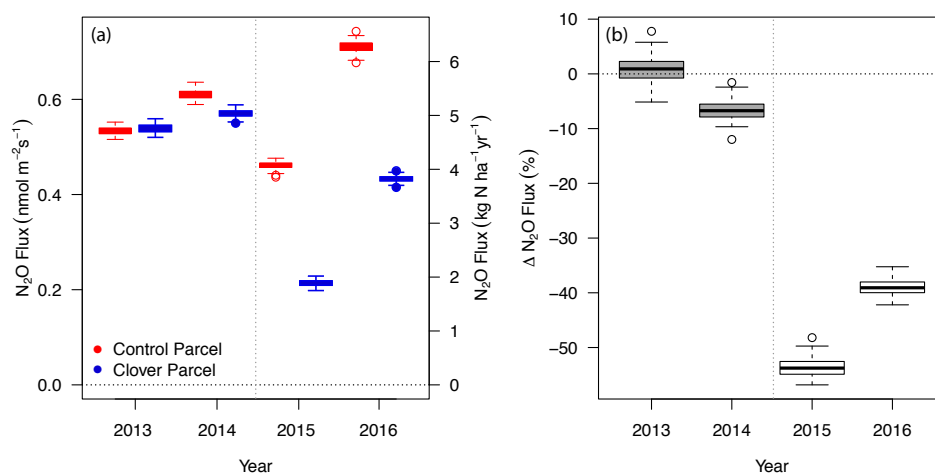 (a)
0.6
0.4
0.2
0.0
N₂O Flux (nmol m⁻²s⁻¹)
Control Parcel
Clover Parcel
6
5
4
3
2
1
0
N₂O Flux (kg N ha⁻¹yr⁻¹)
2013 2014 2015 2016
Year
(b)
10
0
−10
−20
−30
−40
−50
Δ N₂O Flux (%)
2013 2014 2015 2016
Year